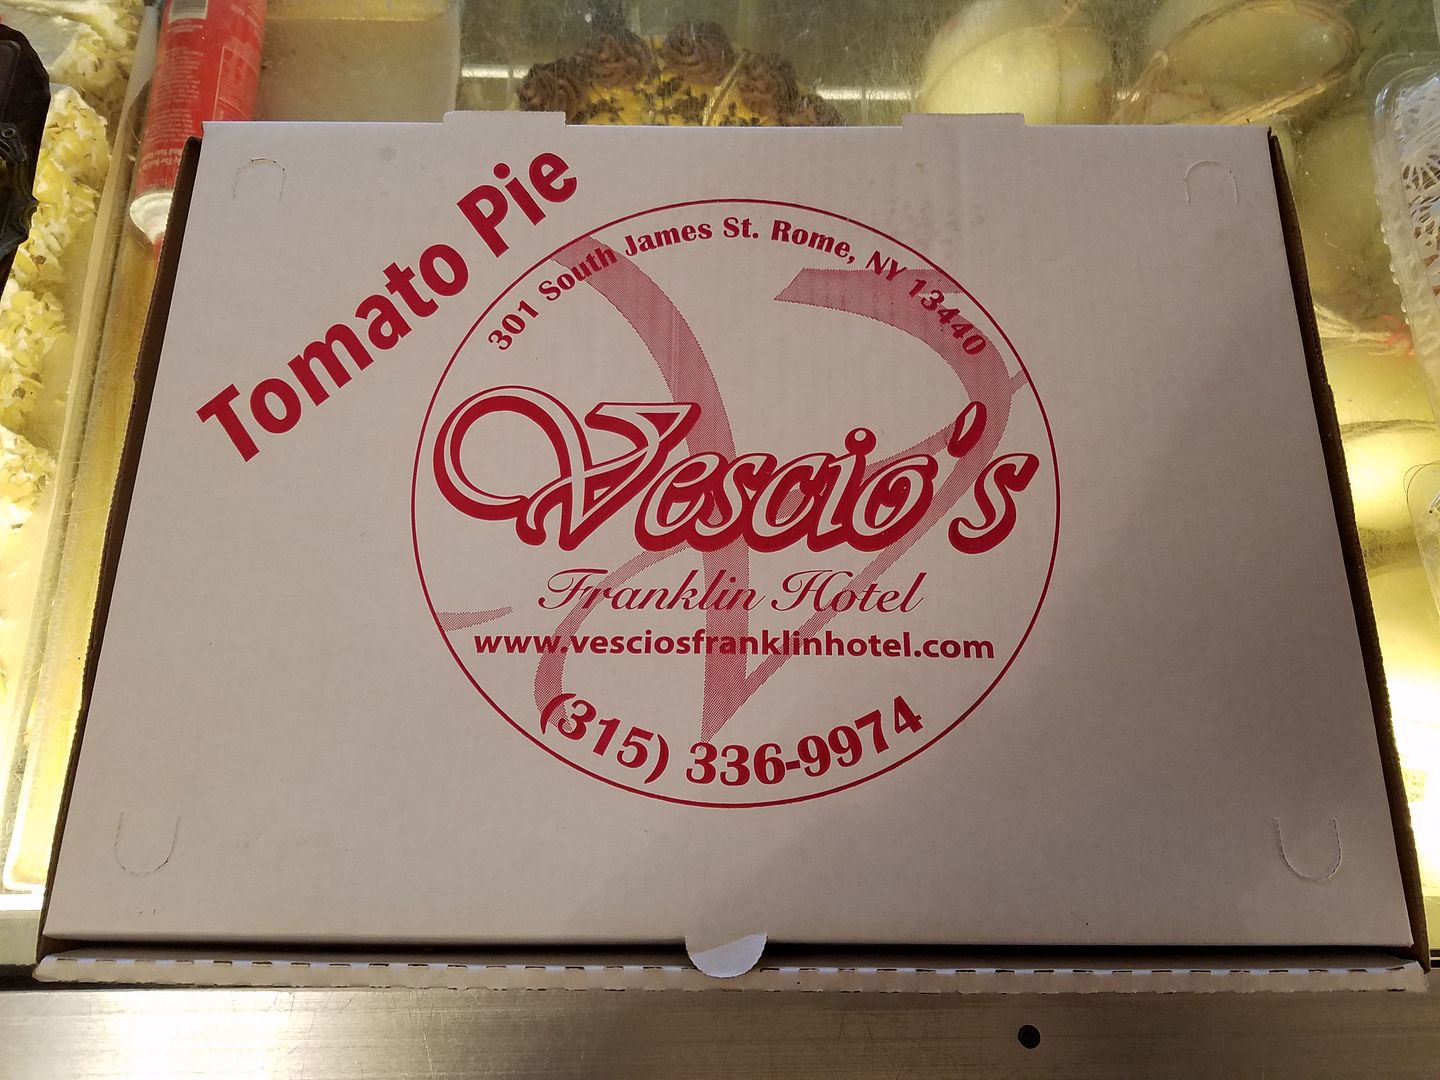 Tomato Pie
301 South James St. Rome, NY 13440
Vescio's
Franklin Hotel
www.vesciosfranklinhotel.com
(315) 336-9974